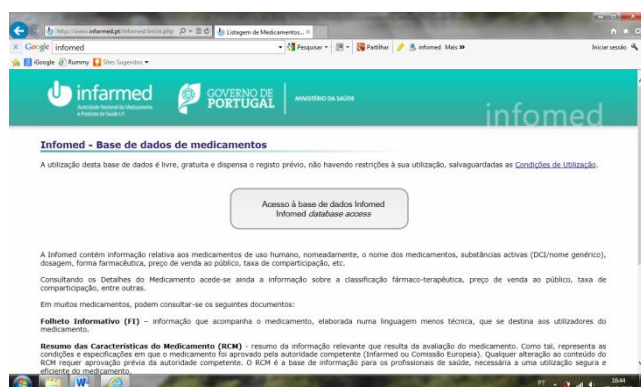 http://www.infarmed.pt/infomed/inicio.php
Listagem de Medicamentos...
Google infomed
Pesquisar
Partilhar
infomed
Mais »
Iniciar sessão
iGoogle
Rummy
Sites Sugeridos
infarmed
Autoridade Nacional do Medicamento
e Produtos de Saúde I.P.
GOVERNO DE
PORTUGAL
MINISTÉRIO DA SAÚDE
infomed
Infomed - Base de dados de medicamentos
A utilização desta base de dados é livre, gratuita e dispensa o registo prévio, não havendo restrições à sua utilização, salvaguardadas as Condições de Utilização.
Acesso à base de dados Infomed
Infomed database access
A Infomed contém informação relativa aos medicamentos de uso humano, nomeadamente, o nome dos medicamentos, substâncias activas (DCI/nome genérico),
dosagem, forma farmacêutica, preço de venda ao público, taxa de comparticipação, etc.
Consultando os Detalhes do Medicamento acede-se ainda a informação sobre a classificação fármaco-terapêutica, preço de venda ao público, taxa de
comparticipação, entre outras.
Em muitos medicamentos, podem consultar-se os seguintes documentos:
Folheto Informativo (FI) – informação que acompanha o medicamento, elaborada numa linguagem menos técnica, que se destina aos utilizadores do
medicamento.
Resumo das Características do Medicamento (RCM) - resumo da informação relevante que resulta da avaliação do medicamento. Como tal, representa as
condições e especificações em que o medicamento foi aprovado pela autoridade competente (Infarmed ou Comissão Europeia). Qualquer alteração ao conteúdo do
RCM requer aprovação prévia da autoridade competente. O RCM é a base de informação para os profissionais de saúde, necessária a uma utilização segura e
eficiente do medicamento.
PT
16:44